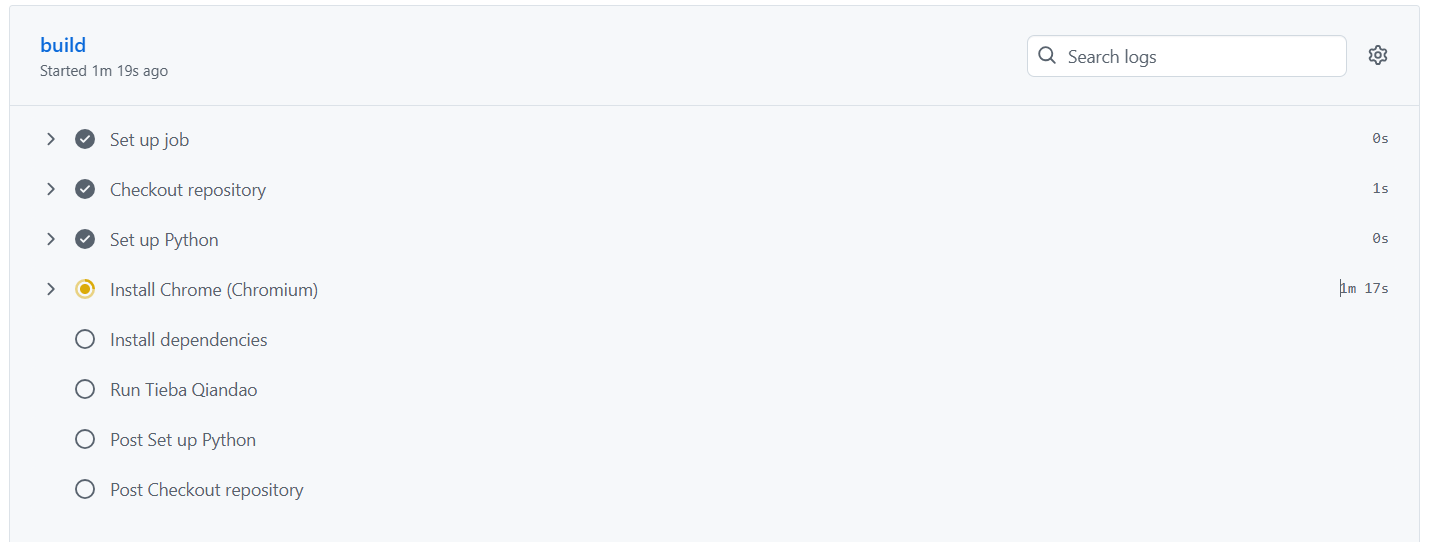 build
Started 1m 19s ago
Search logs
Set up job 0s
Checkout repository 1s
Set up Python 0s
Install Chrome (Chromium) 1m 17s
Install dependencies
Run Tieba Qiandao
Post Set up Python
Post Checkout repository